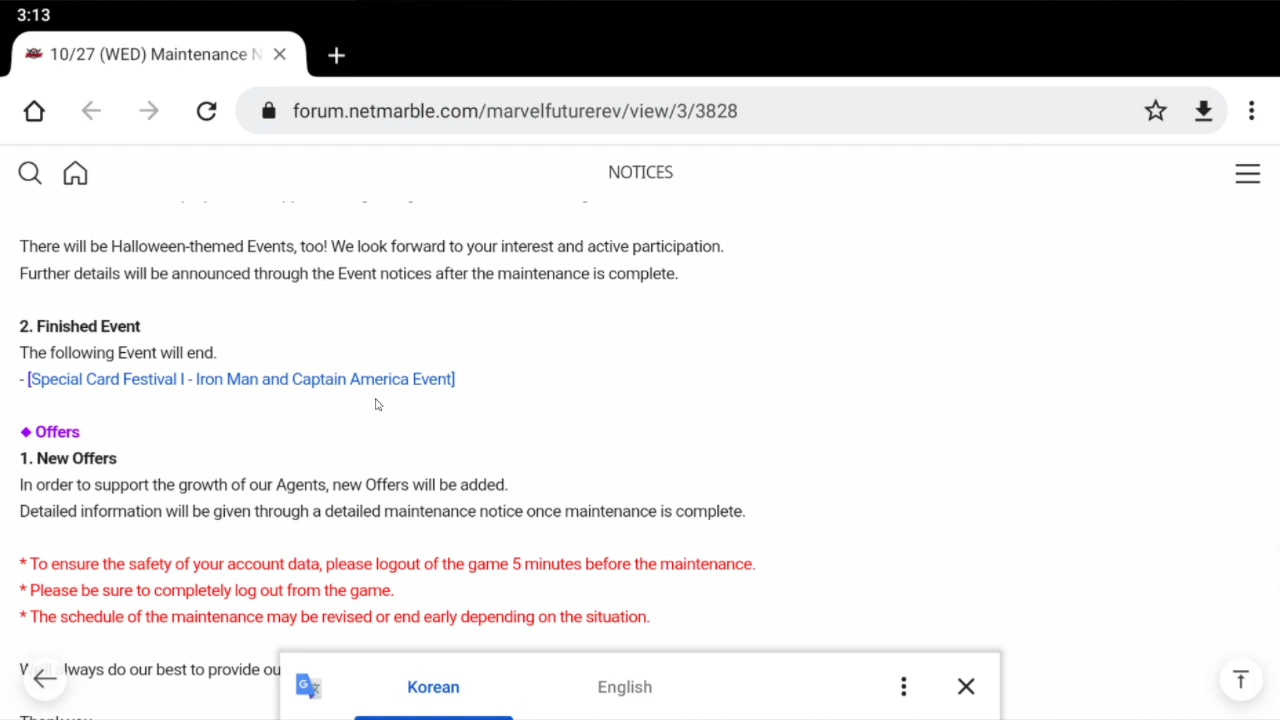 3:13
10/27 (WED) Maintenance N
forum.netmarble.com/marvelfuturerev/view/3/3828
NOTICES
There will be Halloween-themed Events, too! We look forward to your interest and active participation.
Further details will be announced through the Event notices after the maintenance is complete.
2. Finished Event
The following Event will end.
- [Special Card Festival I - Iron Man and Captain America Event]
◆ Offers
1. New Offers
In order to support the growth of our Agents, new Offers will be added.
Detailed information will be given through a detailed maintenance notice once maintenance is complete.
* To ensure the safety of your account data, please logout of the game 5 minutes before the maintenance.
* Please be sure to completely log out from the game.
* The schedule of the maintenance may be revised or end early depending on the situation.
always do our best to provide ou
Korean
English